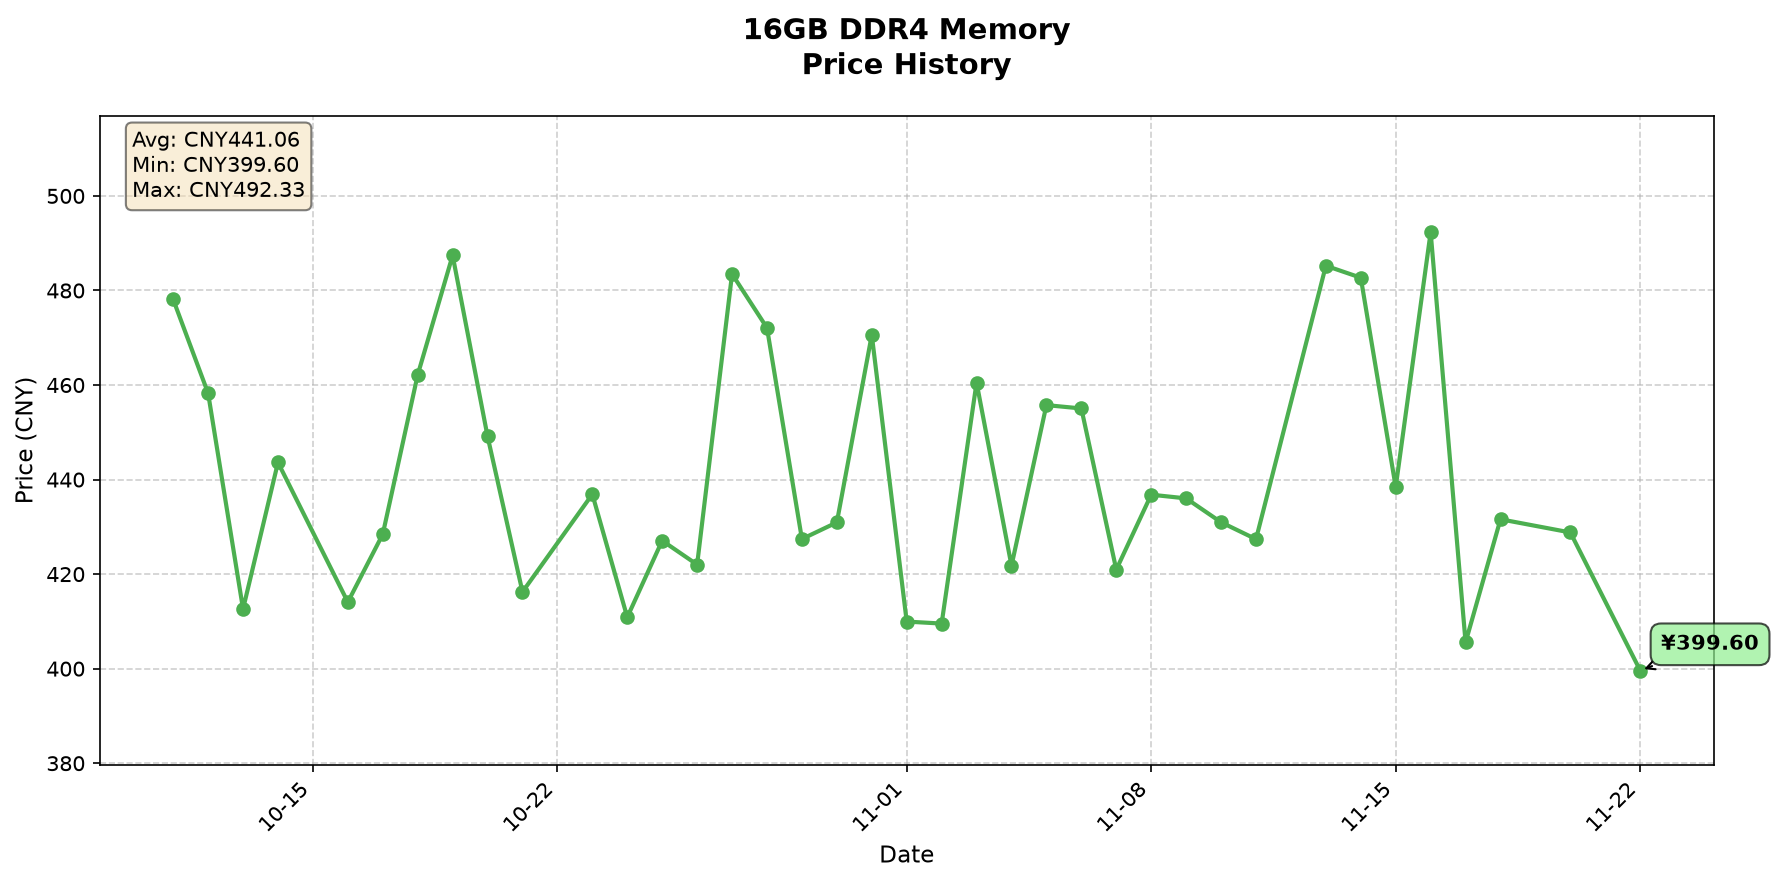 16GB DDR4 Memory
Price History
Avg: CNY441.06
Min: CNY399.60
Max: CNY492.33
500
480
460
440
420
400
380
Price (CNY)
¥399.60
10-15
10-22
11-01
11-08
11-15
11-22
Date